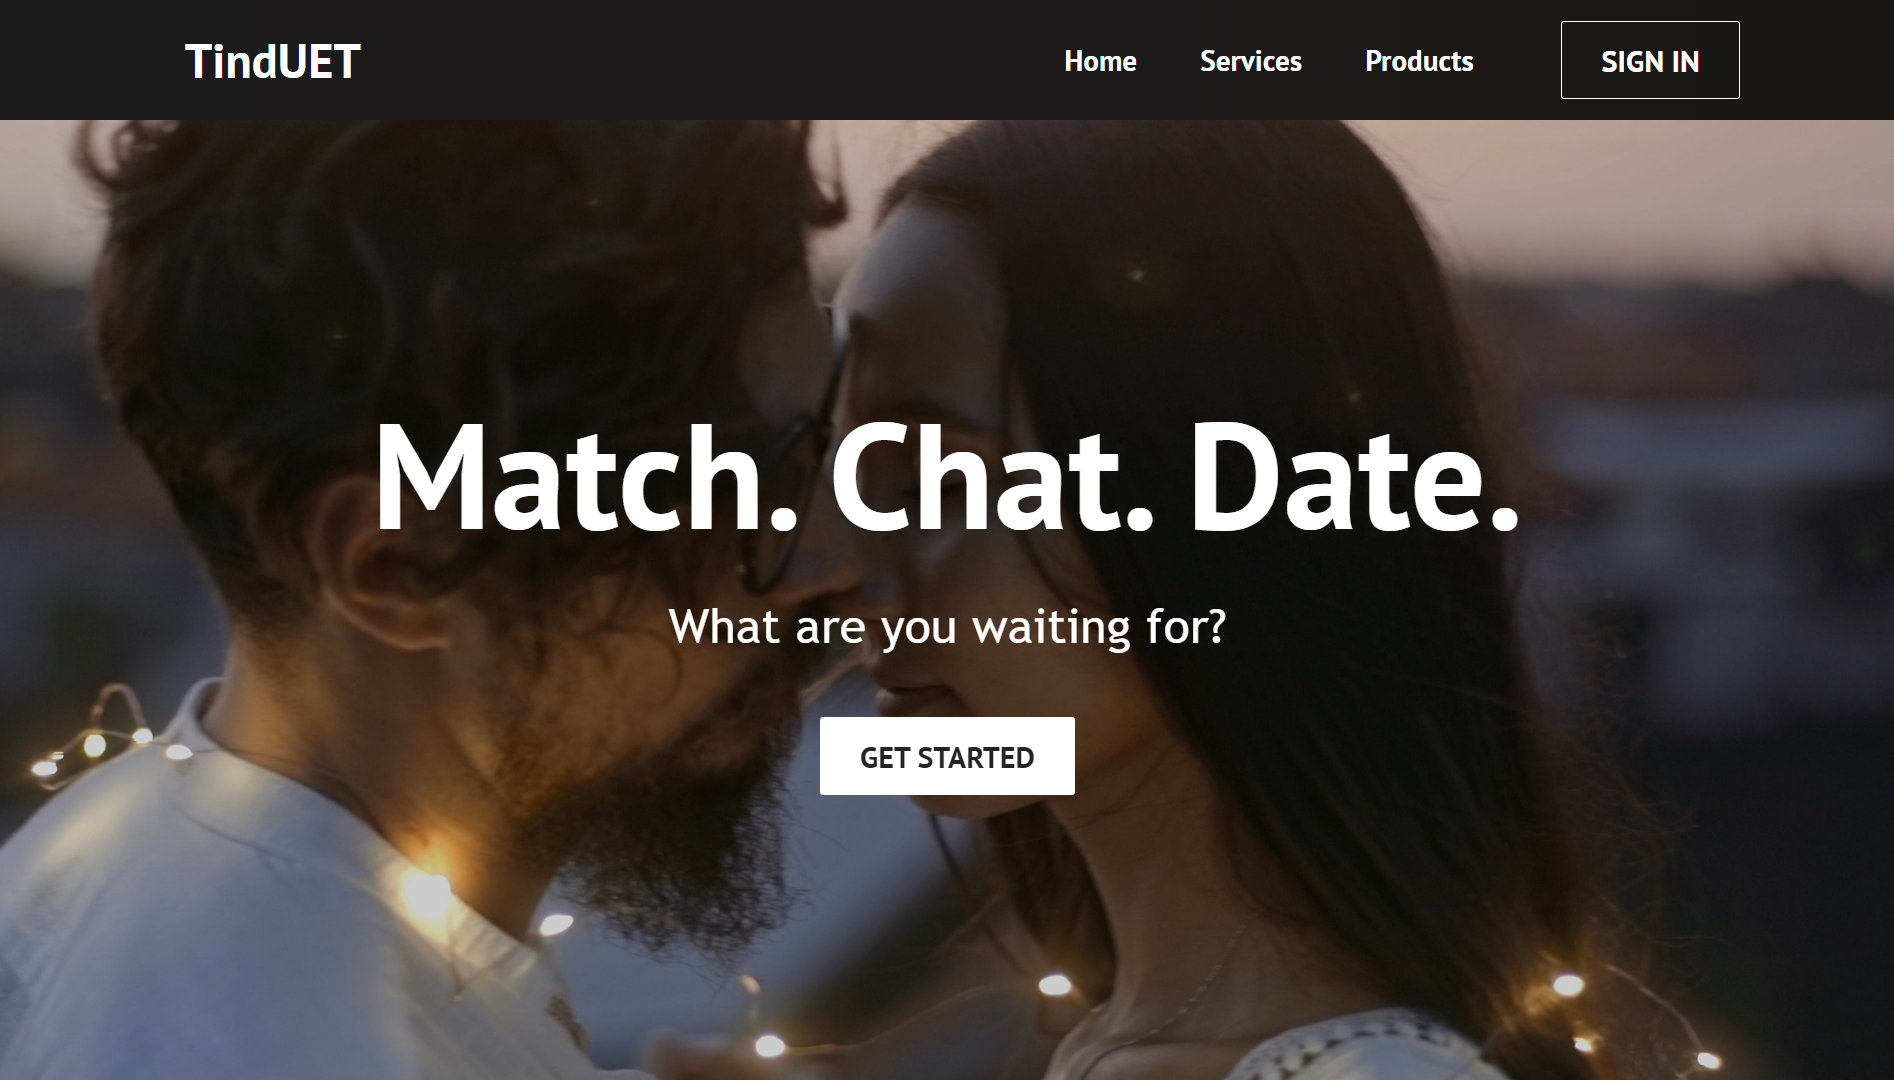 TindUET
Home Services Products SIGN IN
Match. Chat. Date.
What are you waiting for?
GET STARTED